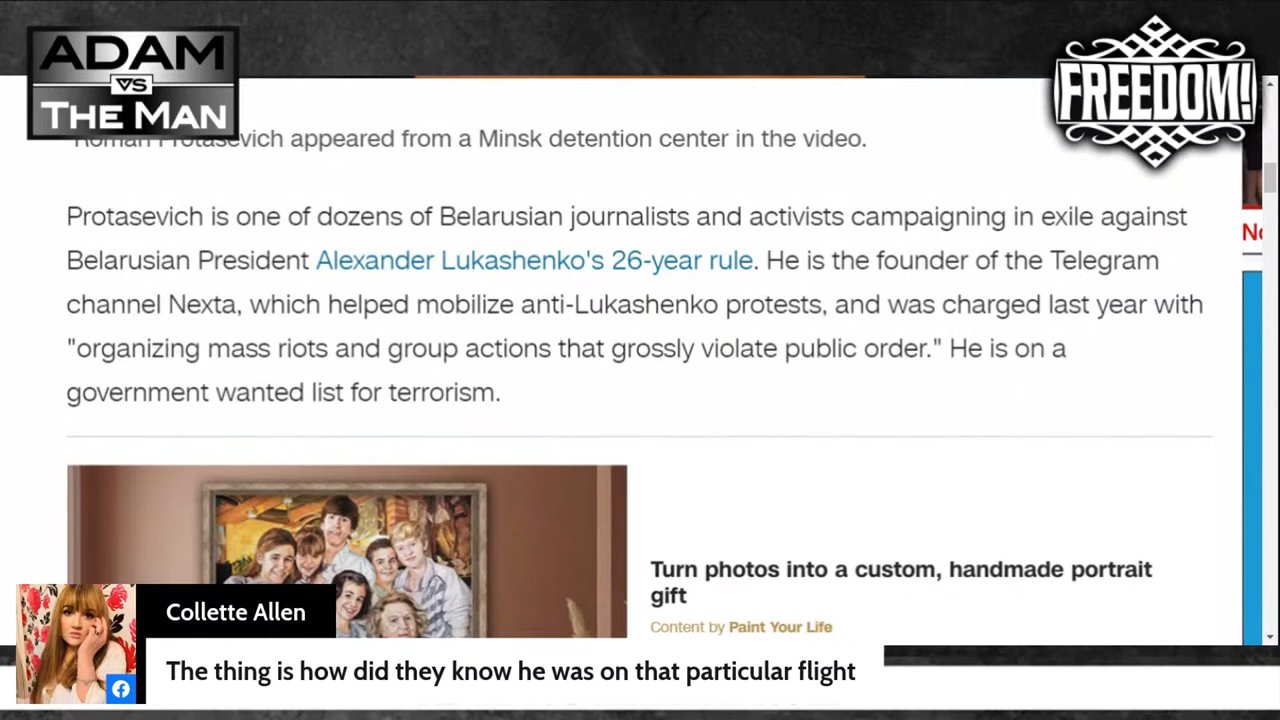 ADAM
VS
THE MAN
FREEDOM!
Roman Protasevich appeared from a Minsk detention center in the video.
Protasevich is one of dozens of Belarusian journalists and activists campaigning in exile against
Belarusian President Alexander Lukashenko's 26-year rule. He is the founder of the Telegram
channel Nexta, which helped mobilize anti-Lukashenko protests, and was charged last year with
"organizing mass riots and group actions that grossly violate public order." He is on a
government wanted list for terrorism.
Turn photos into a custom, handmade portrait
gift
Content by Paint Your Life
Collette Allen
The thing is how did they know he was on that particular flight